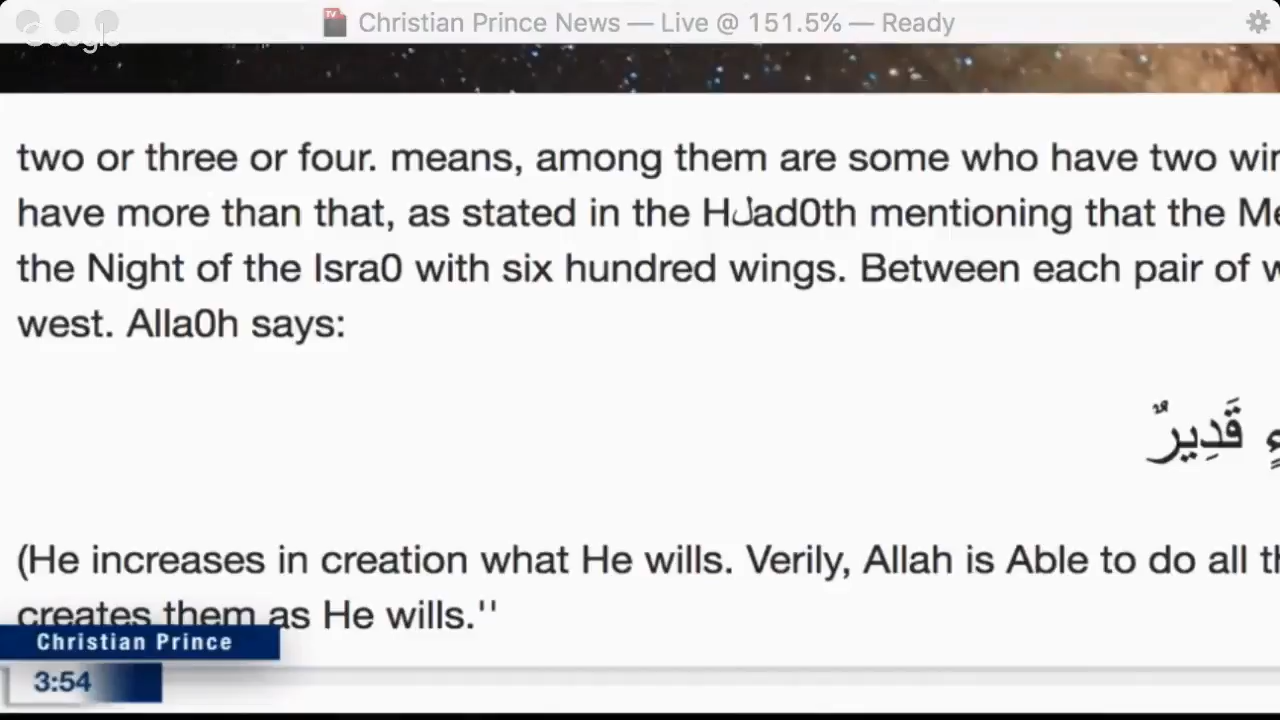 TV
Christian Prince News — Live @ 151.5% — Ready
Google
two or three or four. means, among them are some who have two
have more than that, as stated in the Hلad0th mentioning that the
the Night of the Isra0 with six hundred wings. Between each pair of
west. Alla0h says:
قَدِيرٌ
(He increases in creation what He wills. Verily, Allah is Able to do all
creates them as He wills.''
Christian Prince
3:54